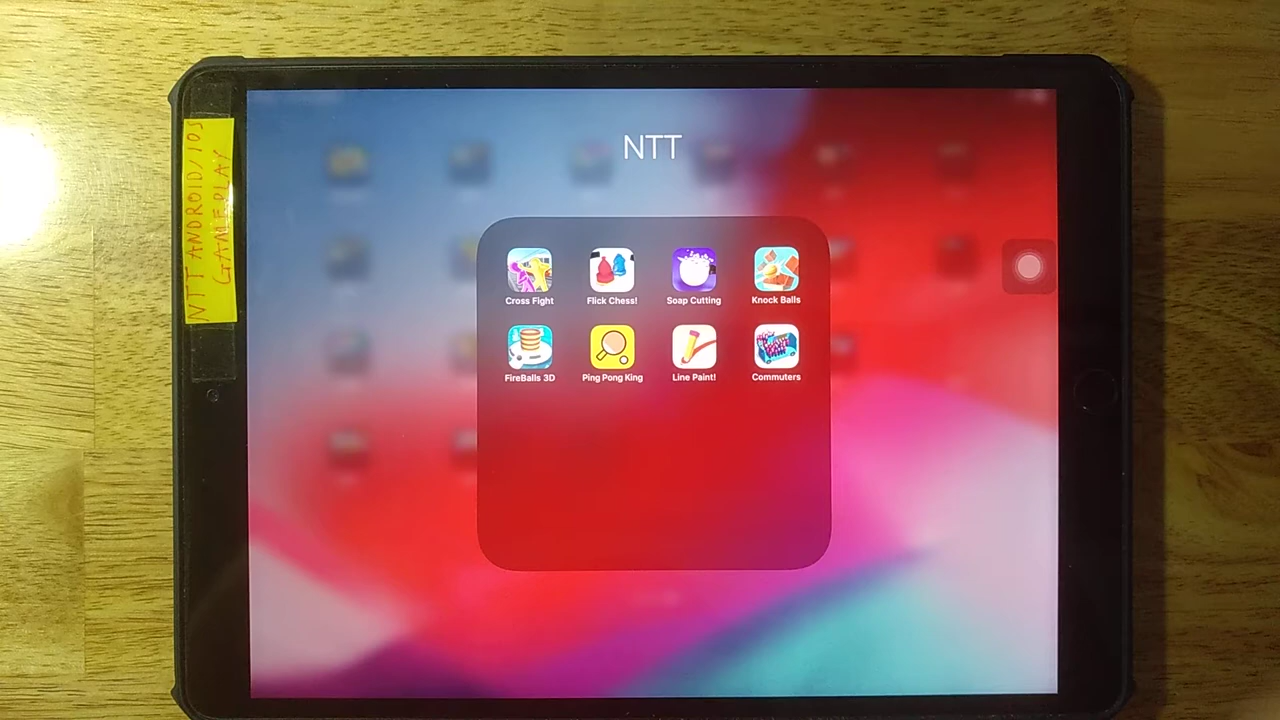 NTT ANDROID/IOS
GAMEPLAY
NTT
Cross Fight
Flick Chess!
Soap Cutting
Knock Balls
FireBalls 3D
Ping Pong King
Line Paint!
Commuters